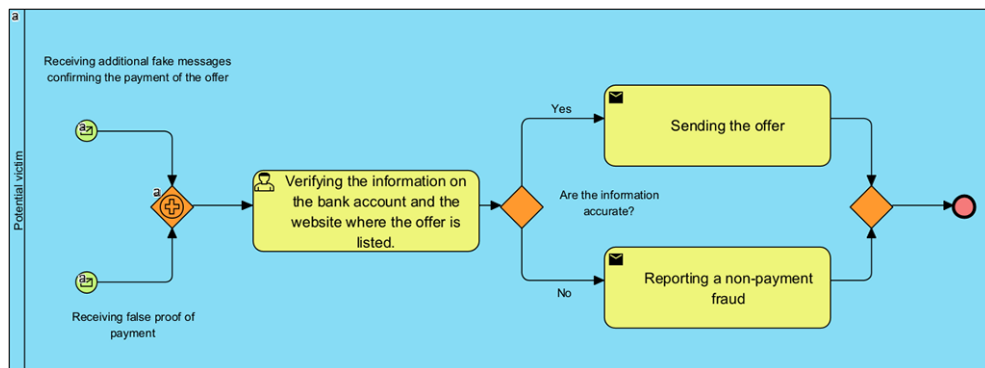 a
Potential victim
Receiving additional fake messages
confirming the payment of the offer
a
a
a
Receiving false proof of
payment
Verifying the information on
the bank account and the
website where the offer is
listed.
Yes
Are the information
accurate?
No
Sending the offer
Reporting a non-payment
fraud